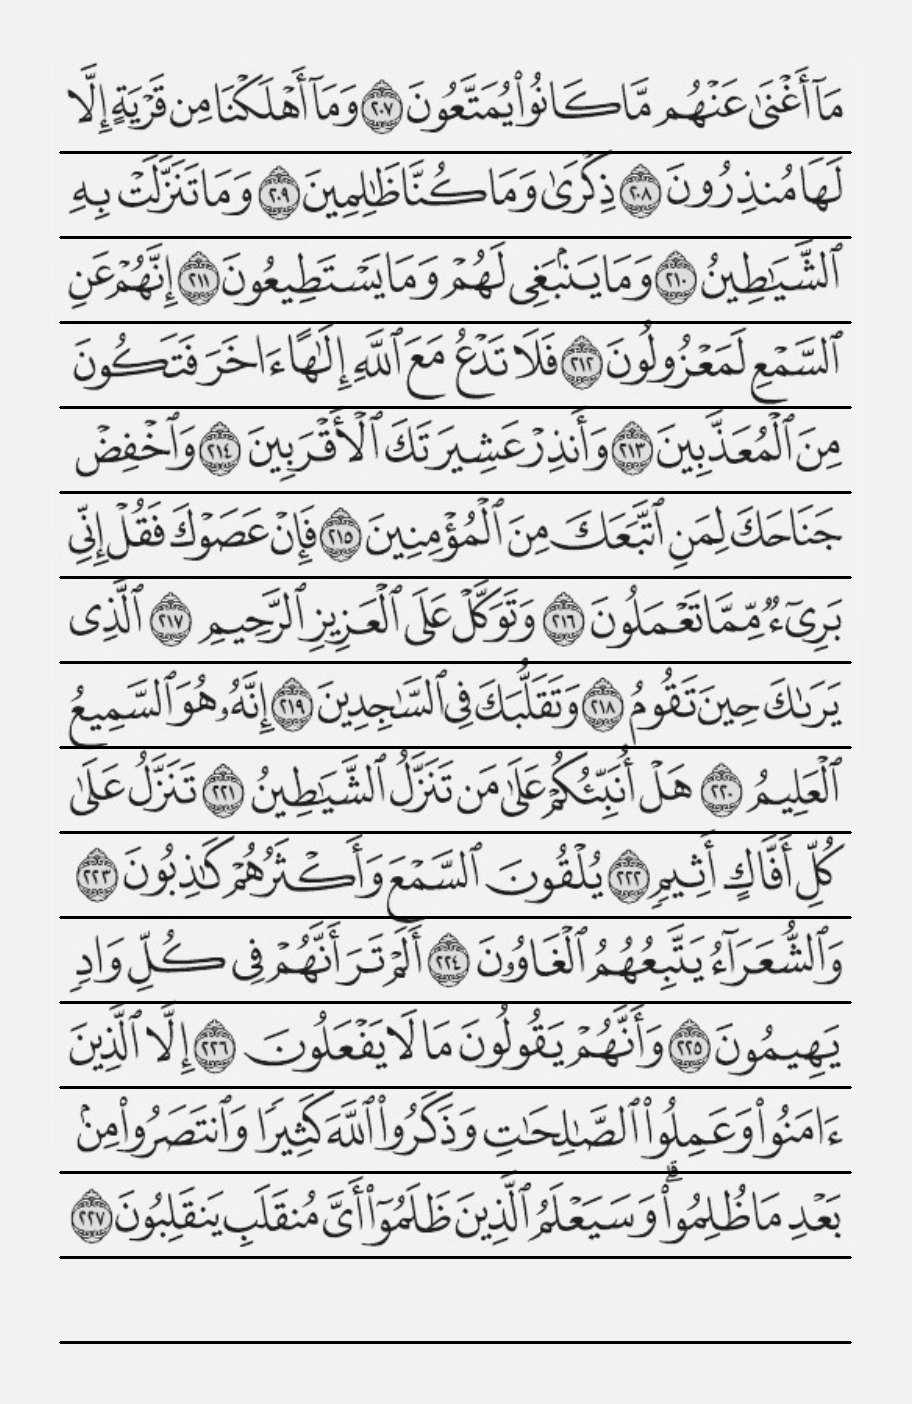 مَآ أَغْنَىٰ عَنْهُم مَّا كَانُوا۟ يُمَتَّعُونَ ٢٠٧ وَمَآ أَهْلَكْنَا مِن قَرْيَةٍ إِلَّا
لَهَا مُنذِرُونَ ٢٠٨ ذِكْرَىٰ وَمَا كُنَّا ظَٰلِمِينَ ٢٠٩ وَمَا تَنَزَّلَتْ بِهِ
ٱلشَّيَٰطِينُ ٢١٠ وَمَا يَنۢبَغِى لَهُمْ وَمَا يَسْتَطِيعُونَ ٢١١ إِنَّهُمْ عَنِ
ٱلسَّمْعِ لَمَعْزُولُونَ ٢١٢ فَلَا تَدْعُ مَعَ ٱللَّهِ إِلَٰهًا ءَاخَرَ فَتَكُونَ
مِنَ ٱلْمُعَذَّبِينَ ٢١٣ وَأَنذِرْ عَشِيرَتَكَ ٱلْأَقْرَبِينَ ٢١٤ وَٱخْفِضْ
جَنَاحَكَ لِمَنِ ٱتَّبَعَكَ مِنَ ٱلْمُؤْمِنِينَ ٢١٥ فَإِنْ عَصَوْكَ فَقُلْ إِنِّى
بَرِىٓءٌ مِّمَّا تَعْمَلُونَ ٢١٦ وَتَوَكَّلْ عَلَى ٱلْعَزِيزِ ٱلرَّحِيمِ ٢١٧ ٱلَّذِى
يَرَىٰكَ حِينَ تَقُومُ ٢١٨ وَتَقَلُّبَكَ فِى ٱلسَّٰجِدِينَ ٢١٩ إِنَّهُۥ هُوَ ٱلسَّمِيعُ
ٱلْعَلِيمُ ٢٢٠ هَلْ أُنَبِّئُكُمْ عَلَىٰ مَن تَنَزَّلُ ٱلشَّيَٰطِينُ ٢٢١ تَنَزَّلُ عَلَىٰ
كُلِّ أَفَّاكٍ أَثِيمٍ ٢٢٢ يُلْقُونَ ٱلسَّمْعَ وَأَكْثَرُهُمْ كَٰذِبُونَ ٢٢٣
وَٱلشُّعَرَآءُ يَتَّبِعُهُمُ ٱلْغَاوُۥنَ ٢٢٤ أَلَمْ تَرَ أَنَّهُمْ فِى كُلِّ وَادٍ
يَهِيمُونَ ٢٢٥ وَأَنَّهُمْ يَقُولُونَ مَا لَا يَفْعَلُونَ ٢٢٦ إِلَّا ٱلَّذِينَ
ءَامَنُوا۟ وَعَمِلُوا۟ ٱلصَّٰلِحَٰتِ وَذَكَرُوا۟ ٱللَّهَ كَثِيرًا وَٱنتَصَرُوا۟ مِنۢ
بَعْدِ مَا ظُلِمُوا۟ ۗ وَسَيَعْلَمُ ٱلَّذِينَ ظَلَمُوٓا۟ أَىَّ مُنقَلَبٍ يَنقَلِبُونَ ٢٢٧